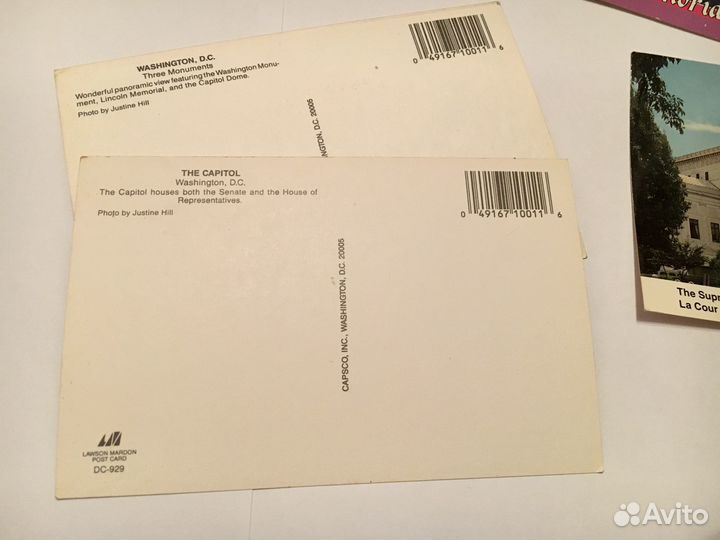 WASHINGTON, D.C.
Three Monuments
Wonderful panoramic view featuring the Washington Monu-
ment, Lincoln Memorial, and the Capitol Dome.
Photo by Justine Hill
0 49167 10011 6
WASHINGTON, D.C. 20005
THE CAPITOL
Washington, D.C.
The Capitol houses both the Senate and the House of
Representatives.
Photo by Justine Hill
0 49167 10011 6
CAPSCO, INC., WASHINGTON, D.C. 20005
LAWSON MARDON
POST CARD
DC-929
The Supr
La Cour
Avito